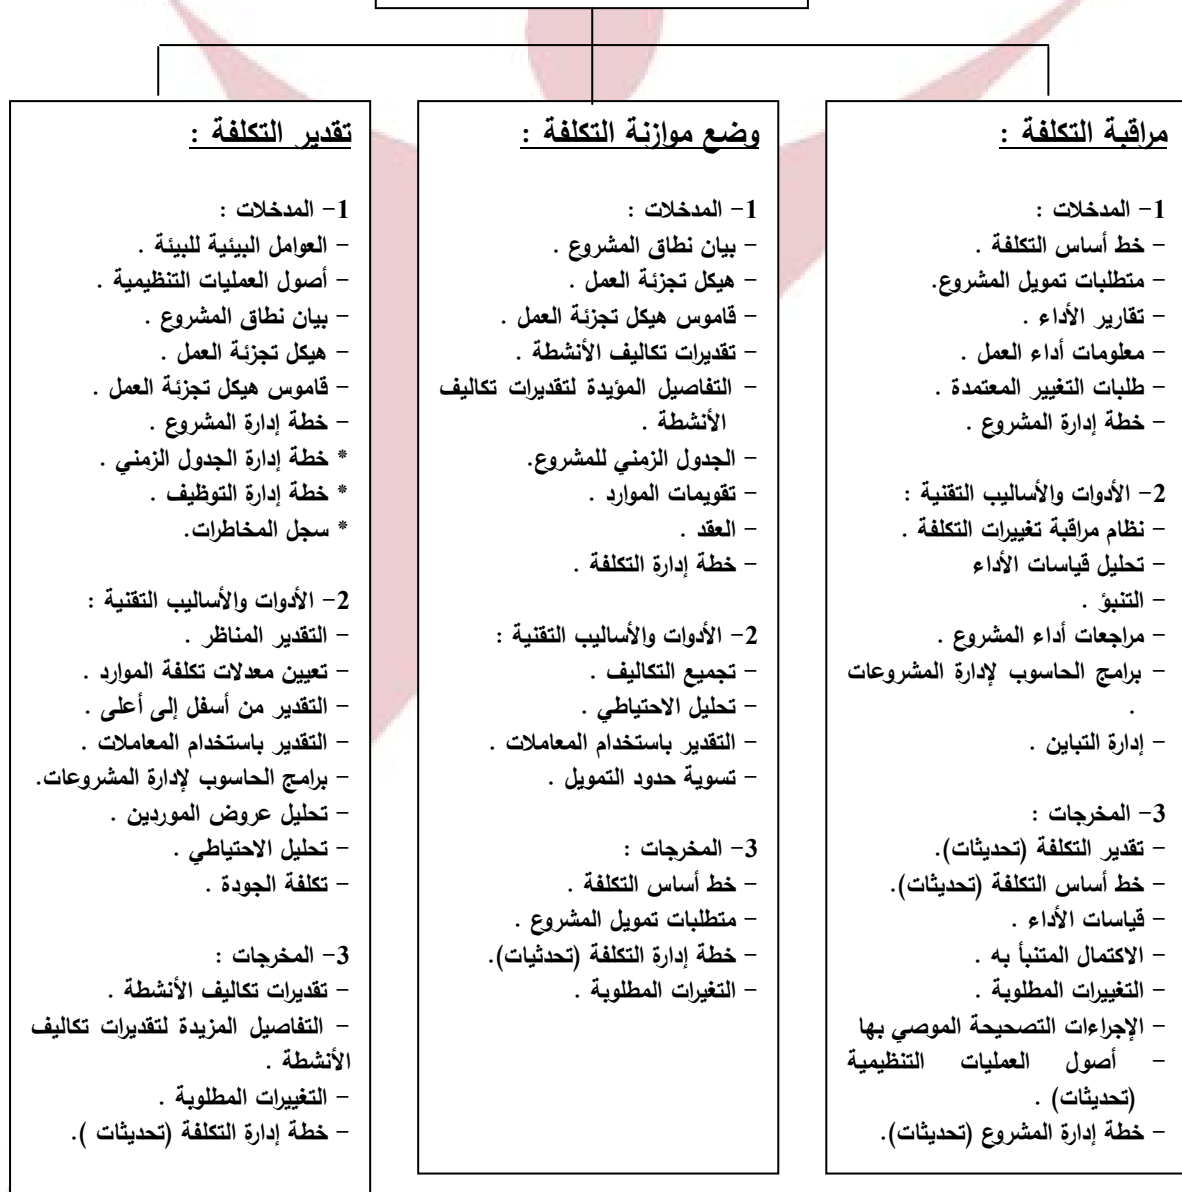 مراقبة التكلفة :
1- المدخلات :
- خط أساس التكلفة .
- متطلبات تمويل المشروع.
- تقارير الأداء .
- معلومات أداء العمل .
- طلبات التغيير المعتمدة .
- خطة إدارة المشروع .
2- الأدوات والأساليب التقنية :
- نظام مراقبة تغييرات التكلفة .
- تحليل قياسات الأداء
- التنبؤ .
- مراجعات أداء المشروع .
- برامج الحاسوب لإدارة المشروعات
.
- إدارة التباين .
3- المخرجات :
- تقدير التكلفة (تحديثات).
- خط أساس التكلفة (تحديثات).
- قياسات الأداء .
- الاكتمال المتنبأ به .
- التغييرات المطلوبة .
- الإجراءات التصحيحة الموصي بها
- أصول العمليات التنظيمية
(تحديثات) .
- خطة إدارة المشروع (تحديثات).
وضع موازنة التكلفة :
1- المدخلات :
- بيان نطاق المشروع .
- هيكل تجزئة العمل .
- قاموس هيكل تجزئة العمل .
- تقديرات تكاليف الأنشطة .
- التفاصيل المؤيدة لتقديرات تكاليف
الأنشطة .
- الجدول الزمني للمشروع.
- تقويمات الموارد .
- العقد .
- خطة إدارة التكلفة .
2- الأدوات والأساليب التقنية :
- تجميع التكاليف .
- تحليل الاحتياطي .
- التقدير باستخدام المعاملات .
- تسوية حدود التمويل .
3- المخرجات :
- خط أساس التكلفة .
- متطلبات تمويل المشروع .
- خطة إدارة التكلفة (تحدثيات).
- التغيرات المطلوبة .
تقدير التكلفة :
1- المدخلات :
- العوامل البيئية للبيئة .
- أصول العمليات التنظيمية .
- بيان نطاق المشروع .
- هيكل تجزئة العمل .
- قاموس هيكل تجزئة العمل .
- خطة إدارة المشروع .
* خطة إدارة الجدول الزمني .
* خطة إدارة التوظيف .
* سجل المخاطرات.
2- الأدوات والأساليب التقنية :
- التقدير المناظر .
- تعيين معدلات تكلفة الموارد .
- التقدير من أسفل إلى أعلى .
- التقدير باستخدام المعاملات .
- برامج الحاسوب لإدارة المشروعات.
- تحليل عروض الموردين .
- تحليل الاحتياطي .
- تكلفة الجودة .
3- المخرجات :
- تقديرات تكاليف الأنشطة .
- التفاصيل المزيدة لتقديرات تكاليف
الأنشطة .
- التغييرات المطلوبة .
- خطة إدارة التكلفة (تحديثات ).